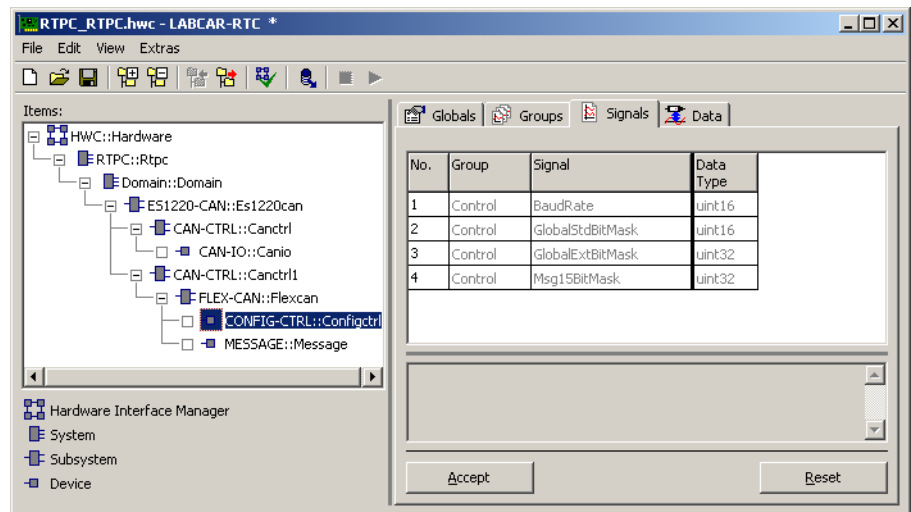 RTPC_RTPC.hwc - LABCAR-RTC *
File Edit View Extras
Items:
HWC::Hardware
RTPC::Rtpc
Domain::Domain
ES1220-CAN::Es1220can
CAN-CTRL::Canctrl
CAN-IO::Canio
CAN-CTRL::Canctrl1
FLEX-CAN::Flexcan
CONFIG-CTRL::Configctrl
MESSAGE::Message
Hardware Interface Manager
System
Subsystem
Device
Globals Groups Signals Data
No. Group Signal Data Type
1 Control BaudRate uint16
2 Control GlobalStdBitMask uint16
3 Control GlobalExtBitMask uint32
4 Control Msg15BitMask uint32
Accept Reset